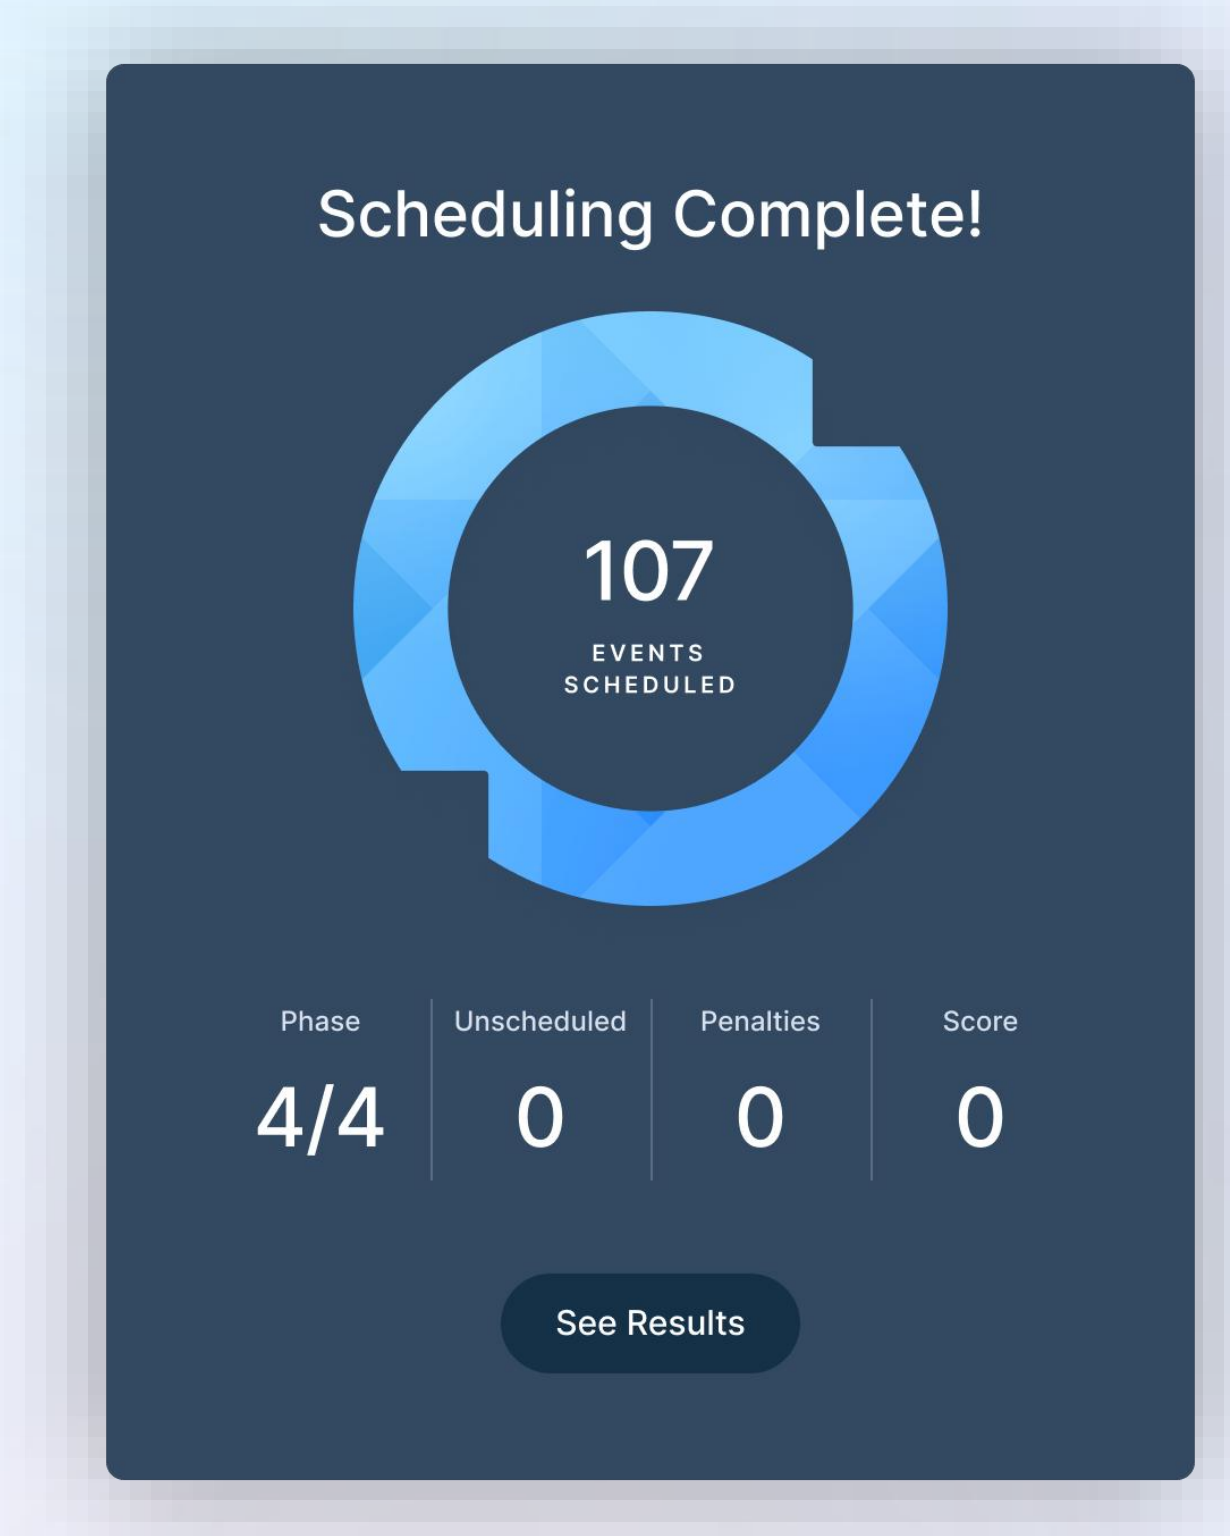 Scheduling Complete!
107
EVENTS
SCHEDULED
Phase
4/4
Unscheduled
0
Penalties
0
Score
0
See Results